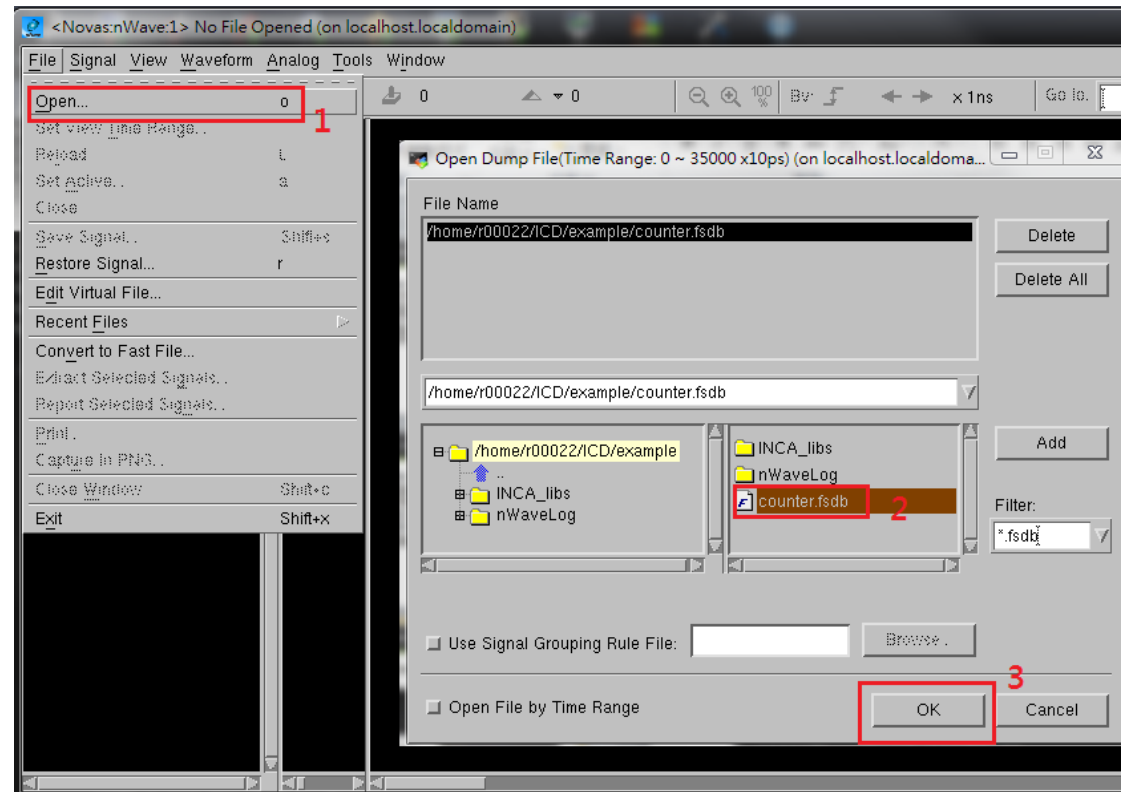 <Novas:nWave:1> No File Opened (on localhost.localdomain)
File Signal View Waveform Analog Tools Window
Open... o
1
Set View Time Range..
Reload L
Set Active.. a
Close
Save Signal.. Shift+s
Restore Signal... r
Edit Virtual File...
Recent Files
Convert to Fast File...
Extract Selected Signals..
Report Selected Signals..
Print.
Capture in PNG..
Close Window Shift+c
Exit Shift+x
0 0 100% By: x 1ns Go to:
Open Dump File(Time Range: 0 ~ 35000 x10ps) (on localhost.localdoma...
File Name
/home/r00022/ICD/example/counter.fsdb
Delete
Delete All
/home/r00022/ICD/example/counter.fsdb
/home/r00022/ICD/example
..
INCA_libs
nWaveLog
INCA_libs
nWaveLog
counter.fsdb 2
Add
Filter:
*.fsdb
Use Signal Grouping Rule File: Browse .
3
Open File by Time Range OK Cancel